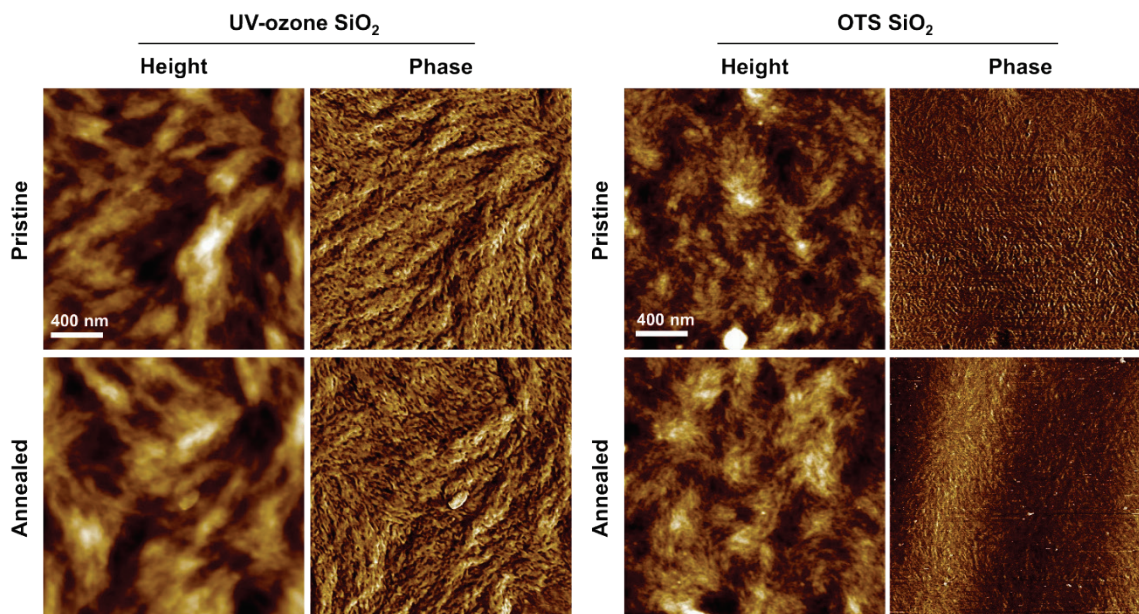 UV-ozone SiO₂
OTS SiO₂
Height
Phase
Height
Phase
Pristine
400 nm
Pristine
400 nm
Annealed
Annealed